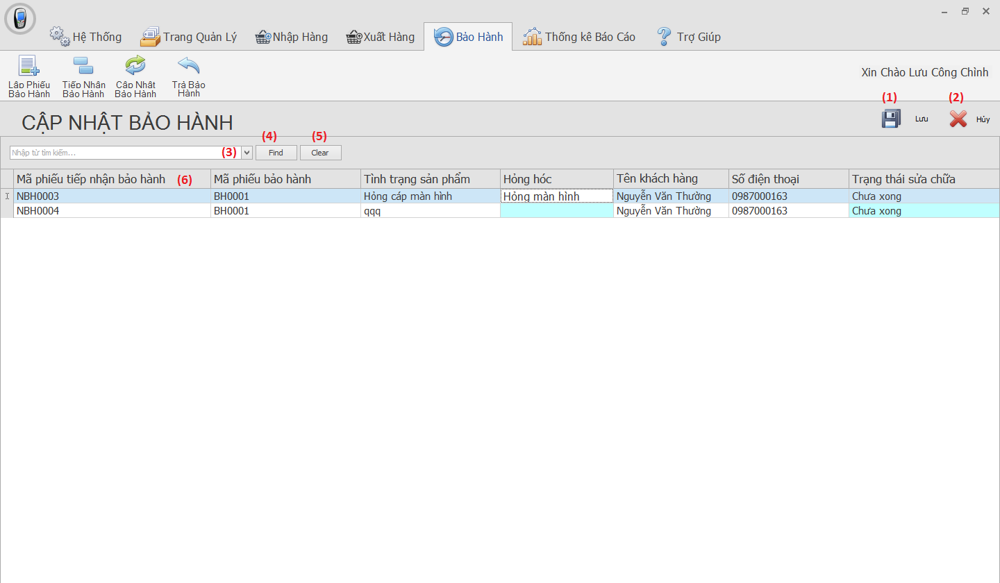 Hệ Thống Trang Quản Lý Nhập Hàng Xuất Hàng Bảo Hành Thống kê Báo Cáo Trợ Giúp
Lập Phiếu Bảo Hành
Tiếp Nhận Bảo Hành
Cập Nhật Bảo Hành
Trả Bảo Hành
Xin Chào Lưu Công Chình
(1) (2)
CẬP NHẬT BẢO HÀNH Lưu Hủy
(4) (5)
Nhập từ tìm kiếm... (3) Find Clear
Mã phiếu tiếp nhận bảo hành (6) Mã phiếu bảo hành Tình trạng sản phẩm Hỏng hóc Tên khách hàng Số điện thoại Trạng thái sửa chữa
NBH0003 BH0001 Hỏng cáp màn hình Hỏng màn hình Nguyễn Văn Thường 0987000163 Chưa xong
NBH0004 BH0001 qqq Nguyễn Văn Thường 0987000163 Chưa xong